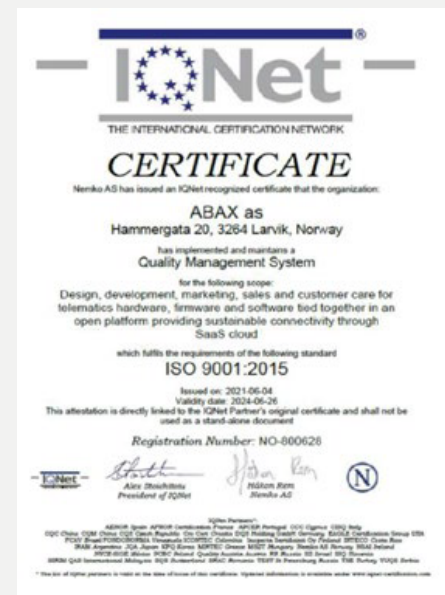 IQNet
®
THE INTERNATIONAL CERTIFICATION NETWORK
CERTIFICATE
Nemko AS has issued an IQNet recognized certificate that the organization:
ABAX as
Hammergata 20, 3264 Larvik, Norway
has implemented and maintains a
Quality Management System
for the following scope:
Design, development, marketing, sales and customer care for
telematics hardware, firmware and software tied together in an
open platform providing sustainable connectivity through
SaaS cloud
which fulfils the requirements of the following standard
ISO 9001:2015
Issued on: 2021-06-04
Validity date: 2024-06-26
This attestation is directly linked to the IQNet Partner's original certificate and shall not be
used as a stand-alone document
Registration Number: NO-800628
IQNet
Alex Stoichitoiu
President of IQNet
Håkon Rem
Nemko AS
N
IQNet Partners*: